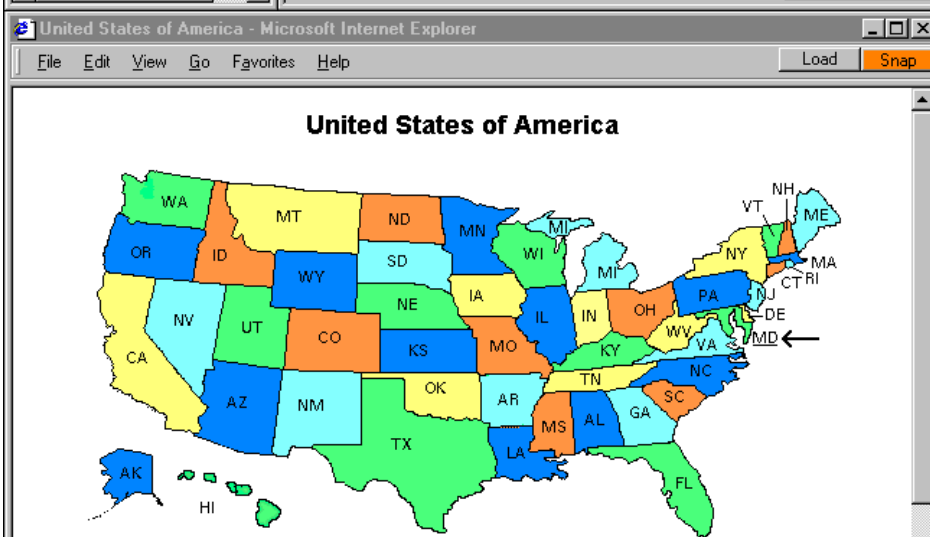 United States of America - Microsoft Internet Explorer
File Edit View Go Favorites Help Load Snap
United States of America
WA MT ND MN MI VT NH ME
OR ID SD WI MI NY MA
WY CT RI
NV UT NE IA IL IN OH PA NJ
DE
CA CO KS MO KY WV VA MD
AZ NM OK AR TN NC
SC
TX LA MS AL GA
AK HI FL